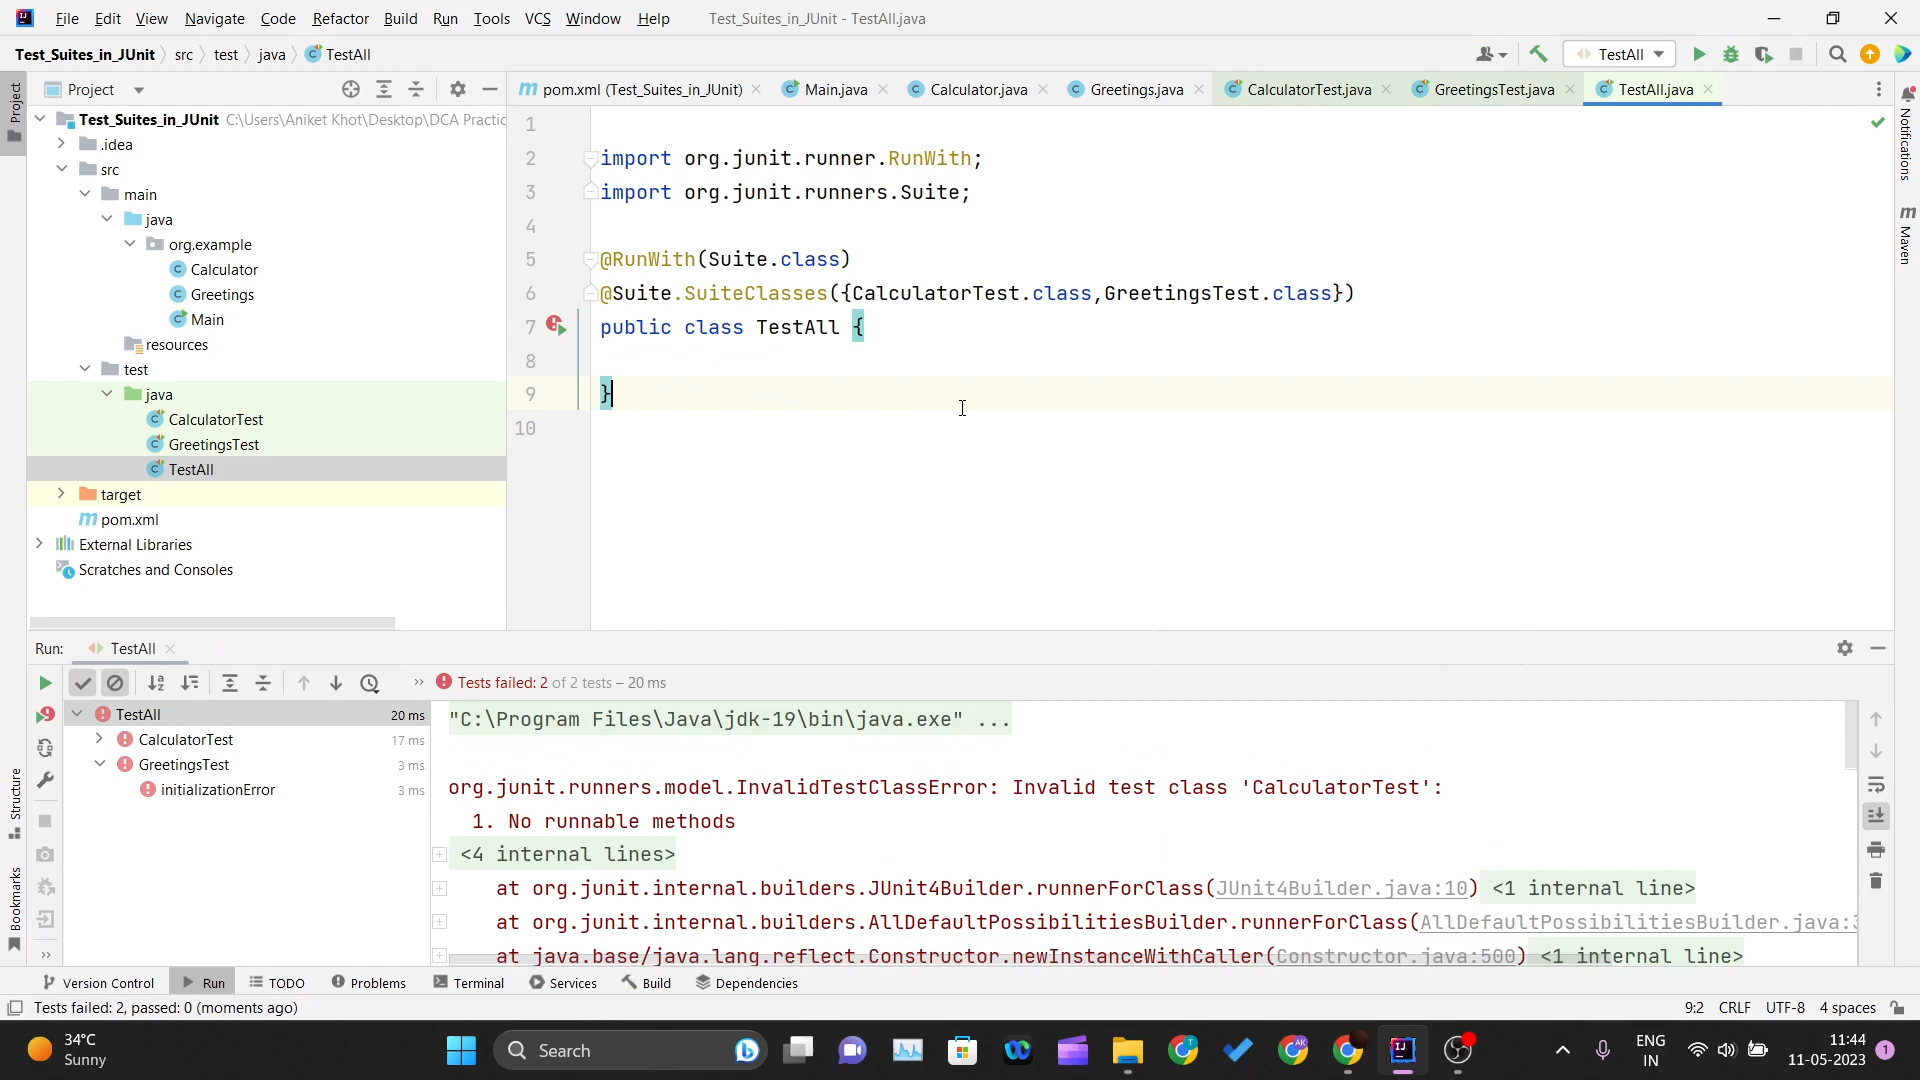 File Edit View Navigate Code Refactor Build Run Tools VCS Window Help Test_Suites_in_JUnit - TestAll.java
Test_Suites_in_JUnit src test java TestAll
TestAll
Project
pom.xml (Test_Suites_in_JUnit) Main.java Calculator.java Greetings.java CalculatorTest.java GreetingsTest.java TestAll.java
Project
Notifications
Maven
Structure
Bookmarks
Test_Suites_in_JUnit C:\Users\Aniket Khot\Desktop\DCA Practic
.idea
src
main
java
org.example
Calculator
Greetings
Main
resources
test
java
CalculatorTest
GreetingsTest
TestAll
target
pom.xml
External Libraries
Scratches and Consoles
1
2 import org.junit.runner.RunWith;
3 import org.junit.runners.Suite;
4
5 @RunWith(Suite.class)
6 @Suite.SuiteClasses({CalculatorTest.class,GreetingsTest.class})
7 public class TestAll {
8
9 }
10
Run: TestAll
Tests failed: 2 of 2 tests – 20 ms
TestAll 20 ms
CalculatorTest 17 ms
GreetingsTest 3 ms
initializationError 3 ms
"C:\Program Files\Java\jdk-19\bin\java.exe" ...
org.junit.runners.model.InvalidTestClassError: Invalid test class 'CalculatorTest':
1. No runnable methods
<4 internal lines>
at org.junit.internal.builders.JUnit4Builder.runnerForClass(JUnit4Builder.java:10) <1 internal line>
at org.junit.internal.builders.AllDefaultPossibilitiesBuilder.runnerForClass(AllDefaultPossibilitiesBuilder.java:3
at java.base/java.lang.reflect.Constructor.newInstanceWithCaller(Constructor.java:500) <1 internal line>
Version Control Run TODO Problems Terminal Services Build Dependencies
Tests failed: 2, passed: 0 (moments ago) 9:2 CRLF UTF-8 4 spaces
34°C
Sunny
Search
ENG
IN
11:44
11-05-2023
1